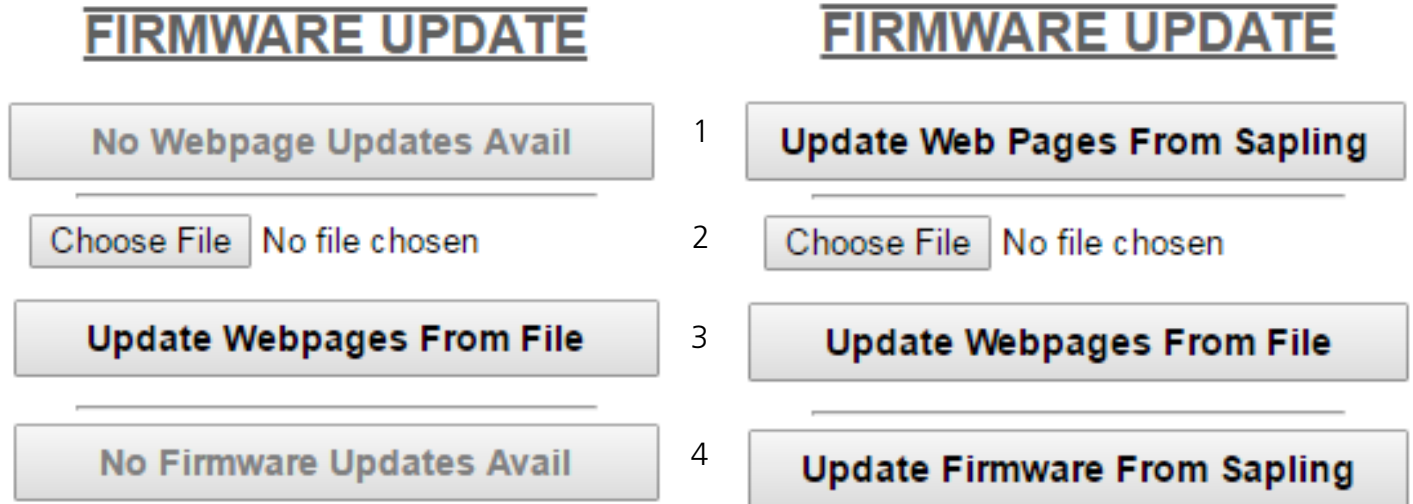 FIRMWARE UPDATE
No Webpage Updates Avail
Choose File No file chosen
Update Webpages From File
No Firmware Updates Avail
1
2
3
4
FIRMWARE UPDATE
Update Web Pages From Sapling
Choose File No file chosen
Update Webpages From File
Update Firmware From Sapling